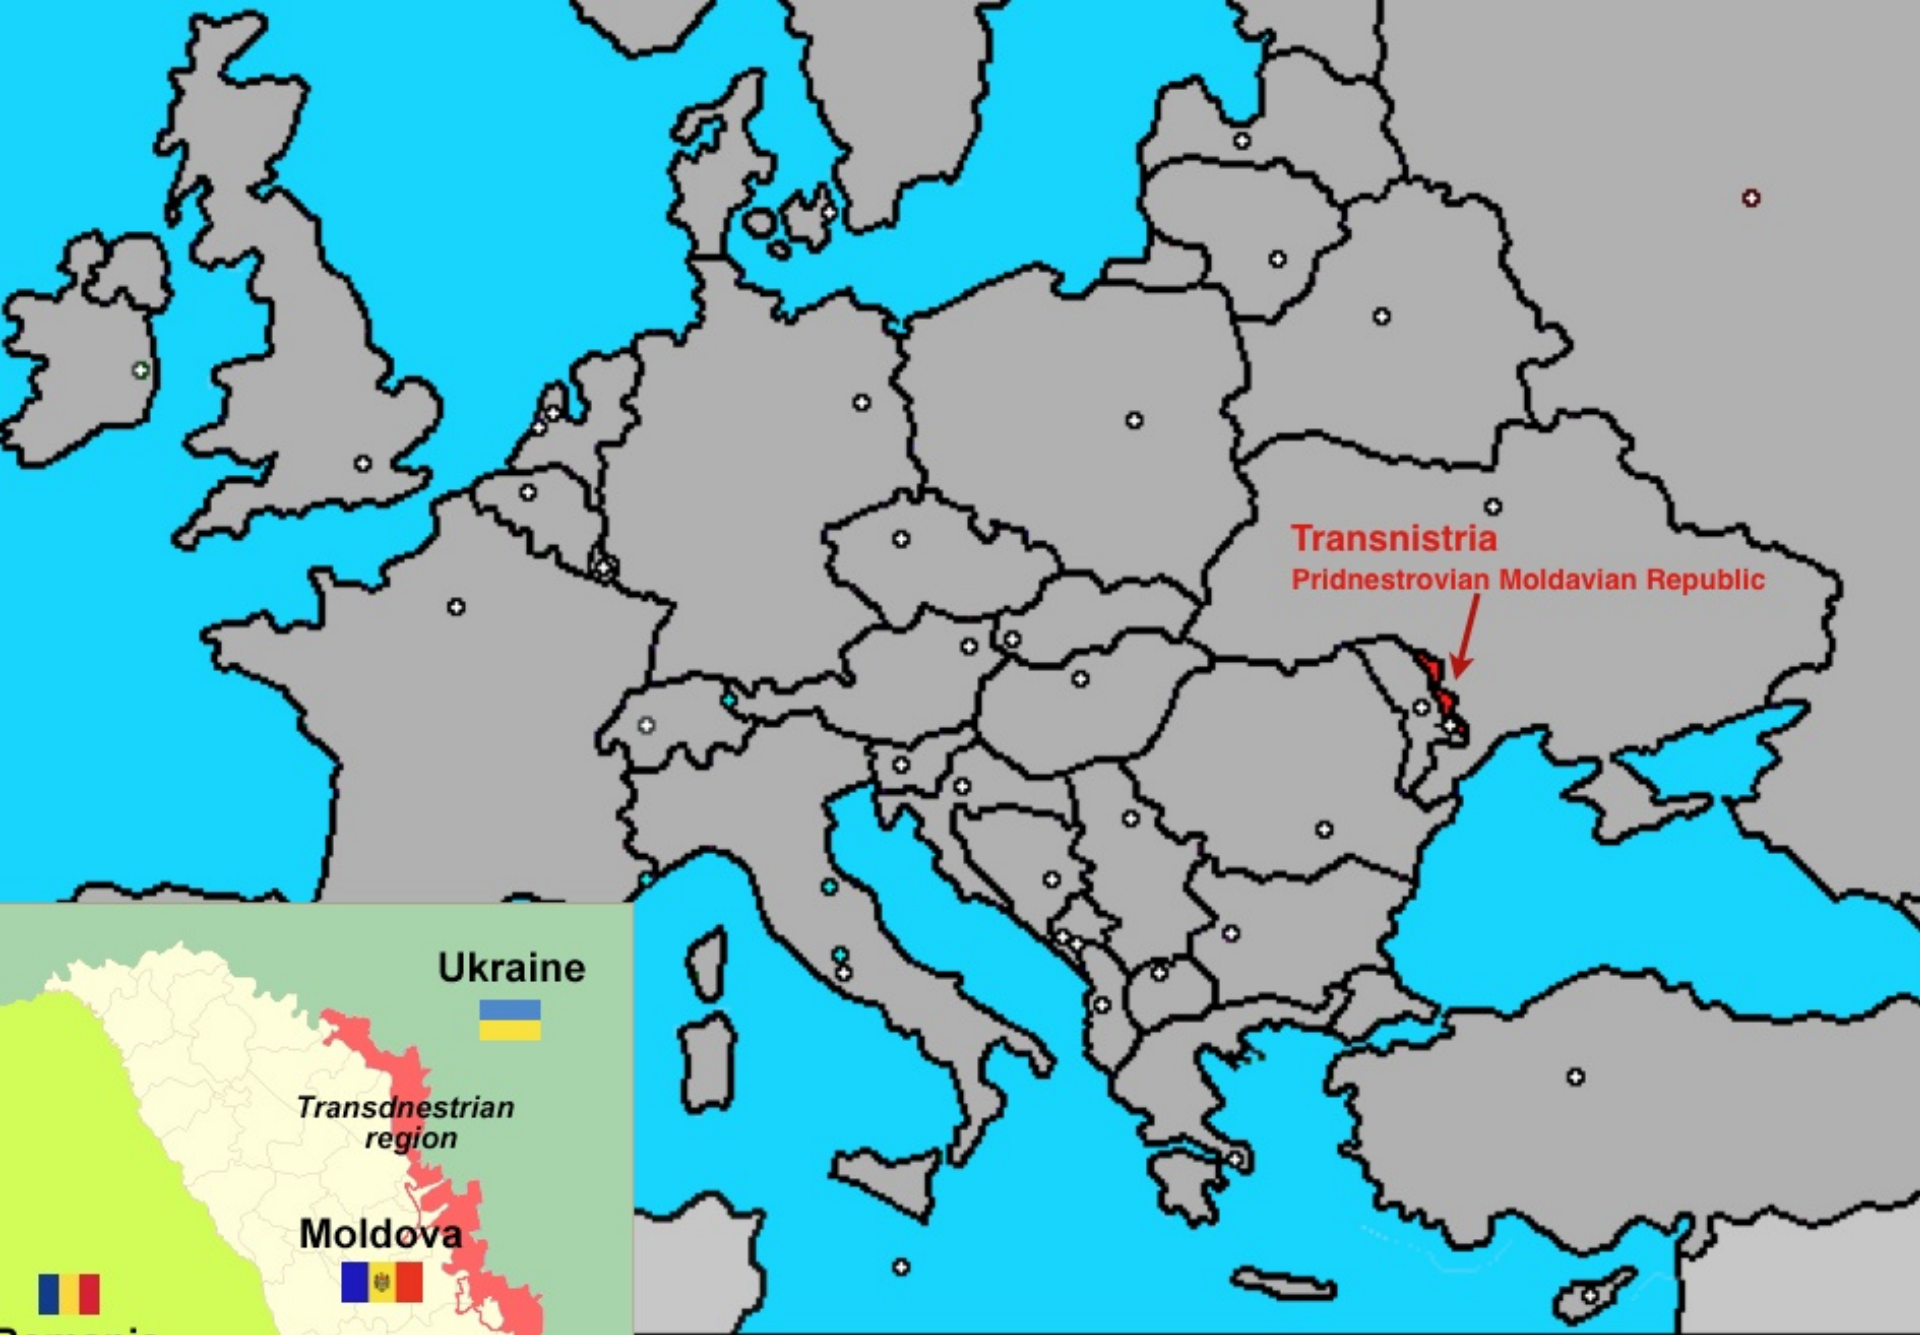 Transnistria
Pridnestrovian Moldavian Republic
Ukraine
Transdnestrian
region
Moldova